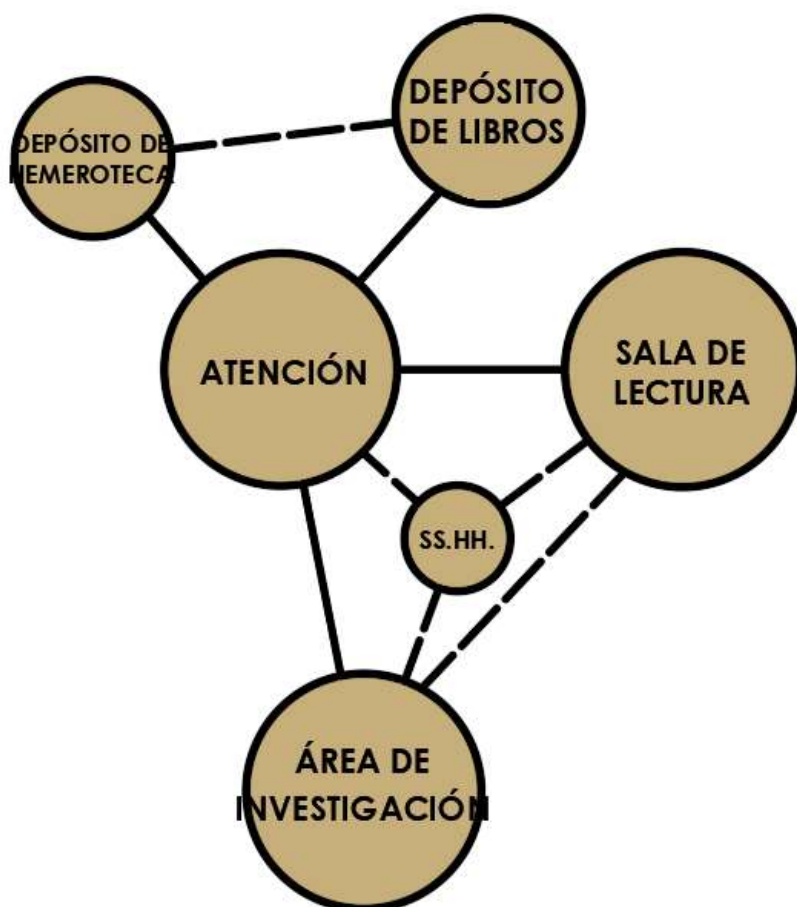 DEPÓSITO
DE LIBROS
DEPÓSITO DE
HEMEROTECA
ATENCIÓN
SALA DE
LECTURA
SS.HH.
ÁREA DE
INVESTIGACIÓN